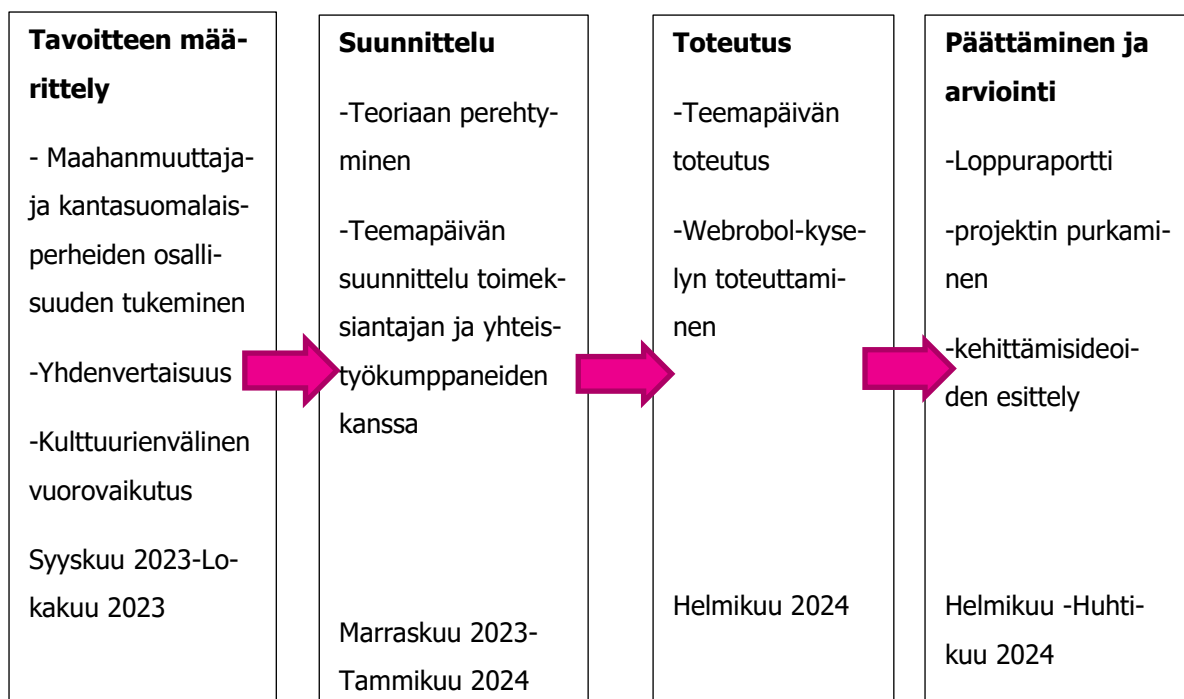 Tavoitteen mää-
rittely
- Maahanmuuttaja-
ja kantasuomalais-
perheiden osalli-
suuden tukeminen
-Yhdenvertaisuus
-Kulttuurienvälinen
vuorovaikutus
Syyskuu 2023-Lo-
kakuu 2023
Suunnittelu
-Teoriaan perehty-
minen
-Teemapäivän
suunnittelu toimek-
siantajan ja yhteis-
työkumppaneiden
kanssa
Marraskuu 2023-
Tammikuu 2024
Toteutus
-Teemapäivän
toteutus
-Webrobol-kyse-
lyn toteuttami-
nen
Helmikuu 2024
Päättäminen ja
arviointi
-Loppuraportti
-projektin purkami-
nen
-kehittämisideoi-
den esittely
Helmikuu -Huhti-
kuu 2024